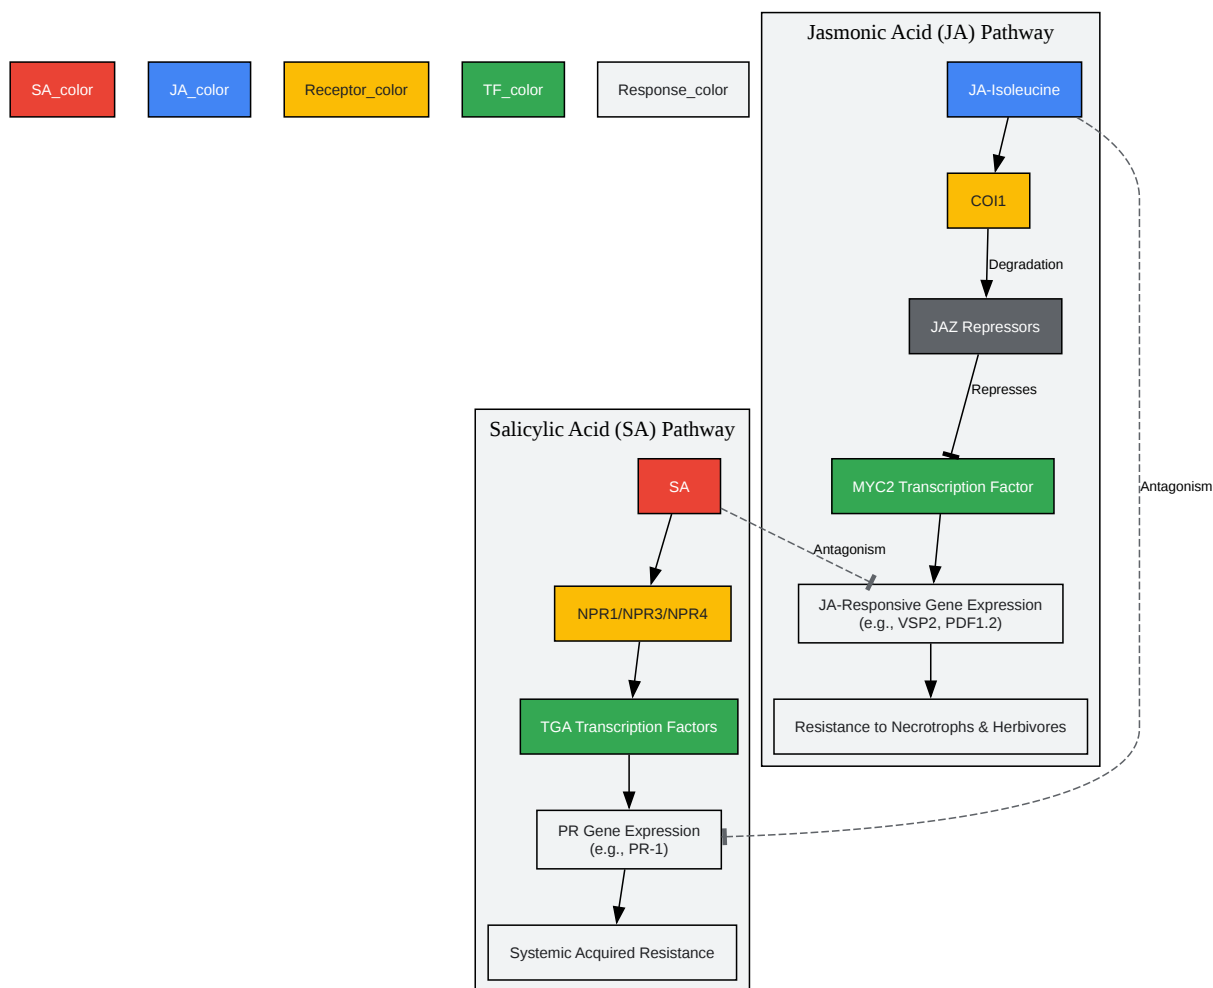 Jasmonic Acid (JA) Pathway
SA_color
JA_color
Receptor_color
TF_color
Response_color
JA-Isoleucine
COI1
Degradation
JAZ Repressors
Represses
Salicylic Acid (SA) Pathway
SA
MYC2 Transcription Factor
Antagonism
Antagonism
JA-Responsive Gene Expression
(e.g., VSP2, PDF1.2)
NPR1/NPR3/NPR4
TGA Transcription Factors
Resistance to Necrotrophs & Herbivores
PR Gene Expression
(e.g., PR-1)
Systemic Acquired Resistance